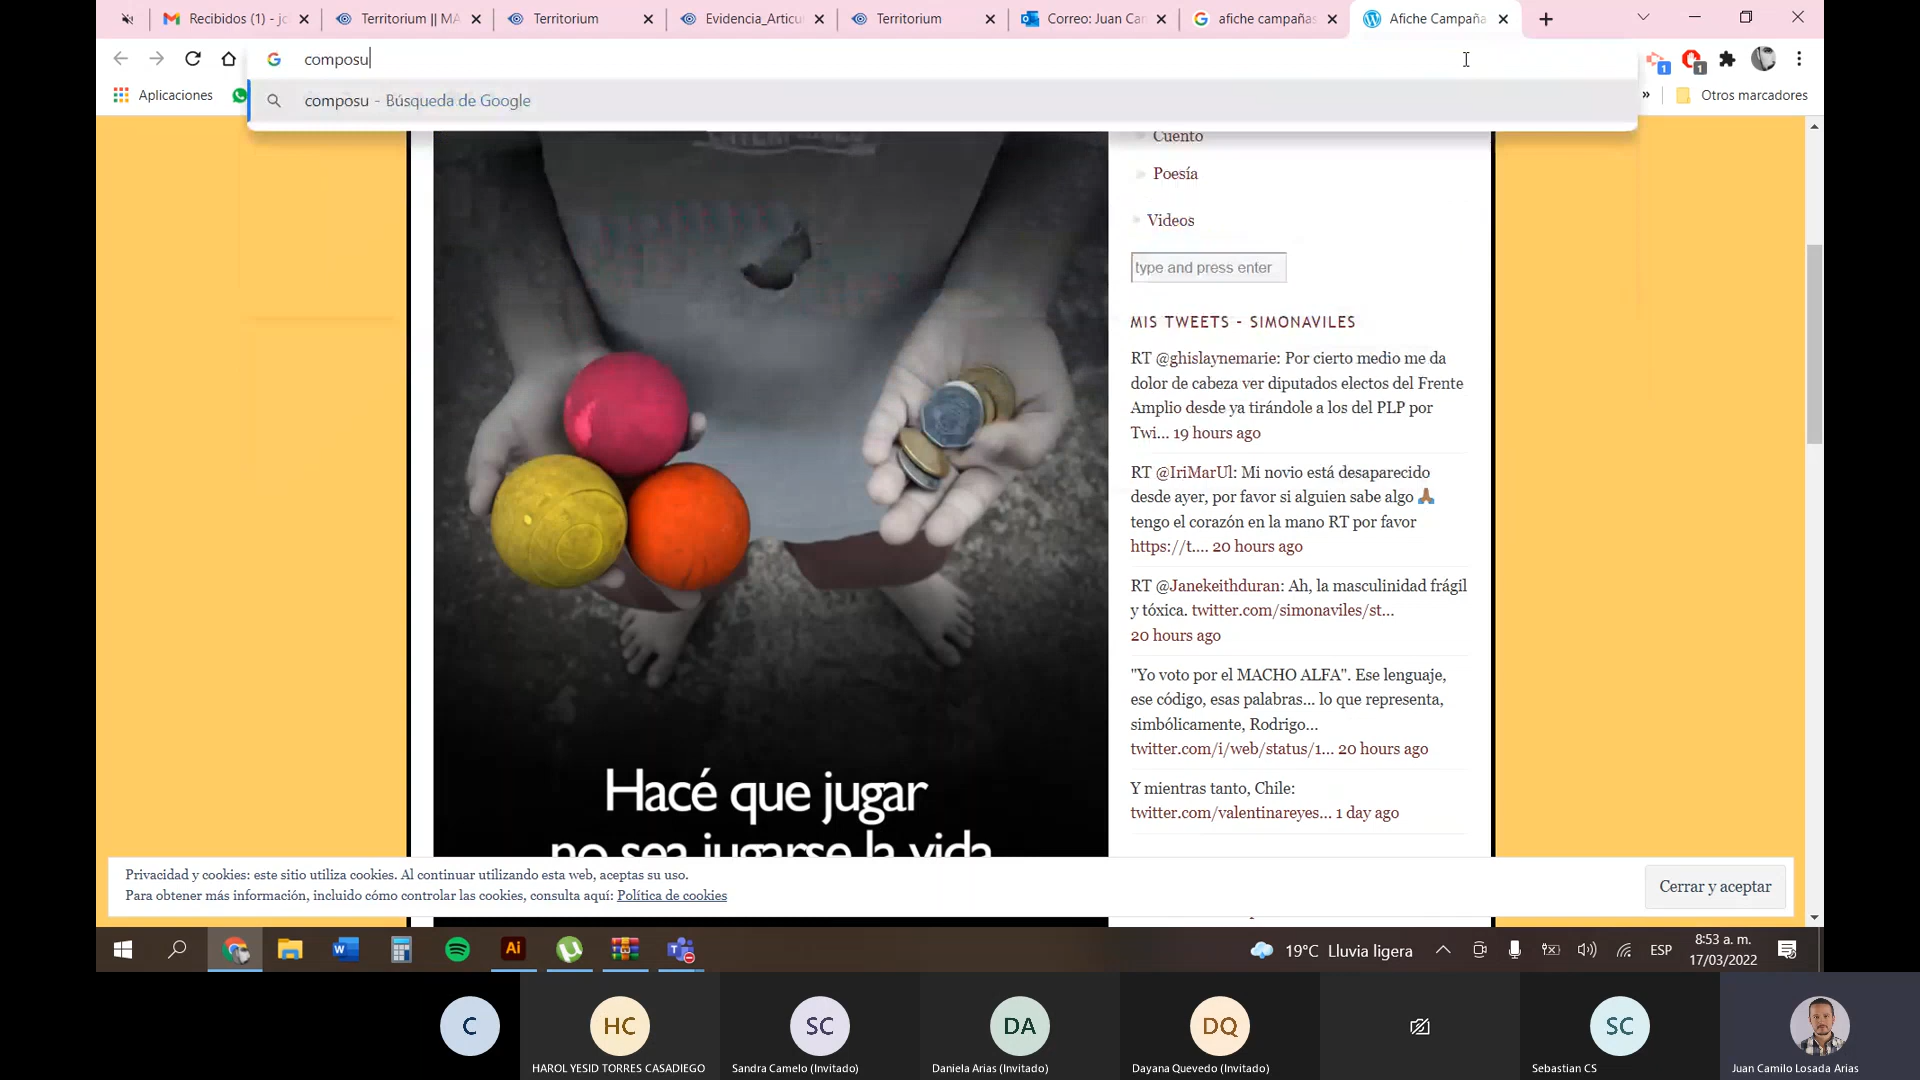 Recibidos (1) - jc
Territorium || MA
Territorium
Evidencia_Articu
Territorium
Correo: Juan Car
afiche campañas
Afiche Campaña
composu
composu - Búsqueda de Google
Aplicaciones
»
Otros marcadores
1
1
Cuento
Poesía
Videos
type and press enter
MIS TWEETS - SIMONAVILES
RT @ghislaynemarie: Por cierto medio me da
dolor de cabeza ver diputados electos del Frente
Amplio desde ya tirándole a los del PLP por
Twi... 19 hours ago
RT @IriMarUl: Mi novio está desaparecido
desde ayer, por favor si alguien sabe algo 🙏🏽
tengo el corazón en la mano RT por favor
https://t.... 20 hours ago
RT @Janekeithduran: Ah, la masculinidad frágil
y tóxica. twitter.com/simonaviles/st...
20 hours ago
"Yo voto por el MACHO ALFA". Ese lenguaje,
ese código, esas palabras... lo que representa,
simbólicamente, Rodrigo...
twitter.com/i/web/status/1... 20 hours ago
Y mientras tanto, Chile:
twitter.com/valentinareyes... 1 day ago
Hacé que jugar
no sea jugarse la vida
Privacidad y cookies: este sitio utiliza cookies. Al continuar utilizando esta web, aceptas su uso.
Para obtener más información, incluido cómo controlar las cookies, consulta aquí: Política de cookies
Cerrar y aceptar
Ai
19°C Lluvia ligera
ESP
8:53 a. m.
17/03/2022
C
HC
SC
DA
DQ
SC
HAROL YESID TORRES CASADIEGO
Sandra Camelo (Invitado)
Daniela Arias (Invitado)
Dayana Quevedo (Invitado)
Sebastian CS
Juan Camilo Losada Arias